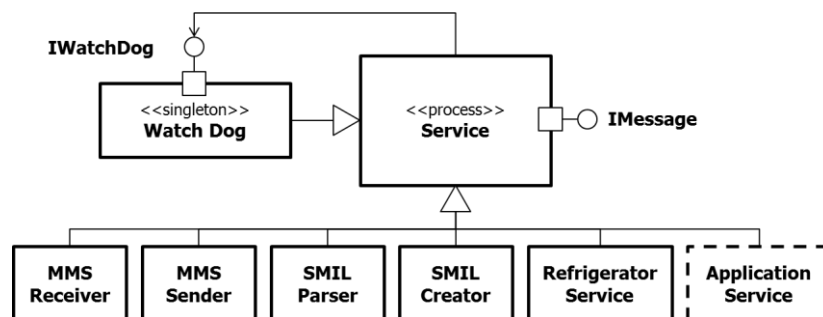 IWatchDog
<<singleton>>
Watch Dog
<<process>>
Service
IMessage
MMS
Receiver
MMS
Sender
SMIL
Parser
SMIL
Creator
Refrigerator
Service
Application
Service